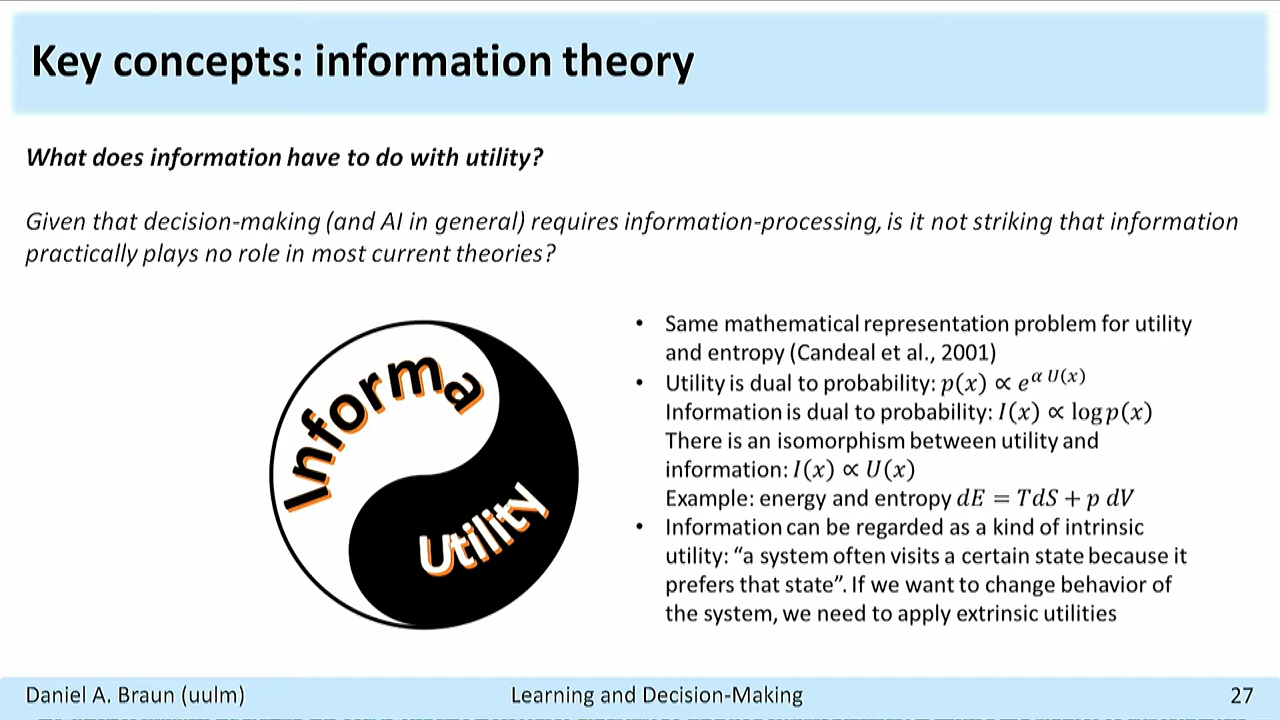 Key concepts: information theory
What does information have to do with utility?
Given that decision-making (and AI in general) requires information-processing, is it not striking that information
practically plays no role in most current theories?
Informa
Utility
• Same mathematical representation problem for utility
and entropy (Candeal et al., 2001)
• Utility is dual to probability: p(x) ∝ e^{α U(x)}
Information is dual to probability: I(x) ∝ log p(x)
There is an isomorphism between utility and
information: I(x) ∝ U(x)
Example: energy and entropy dE = TdS + p dV
• Information can be regarded as a kind of intrinsic
utility: “a system often visits a certain state because it
prefers that state”. If we want to change behavior of
the system, we need to apply extrinsic utilities
Daniel A. Braun (uulm)
Learning and Decision-Making
27